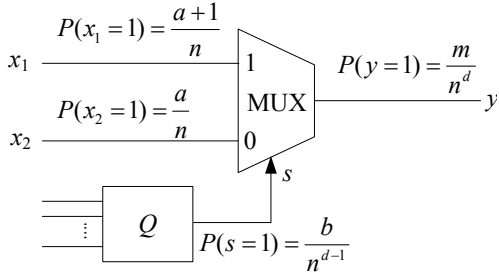 P(x₁ = 1) = (a+1)/n
x₁
1
P(y = 1) = m/n^d
P(x₂ = 1) = a/n
MUX
y
x₂
0
s
Q
P(s = 1) = b/n^(d−1)